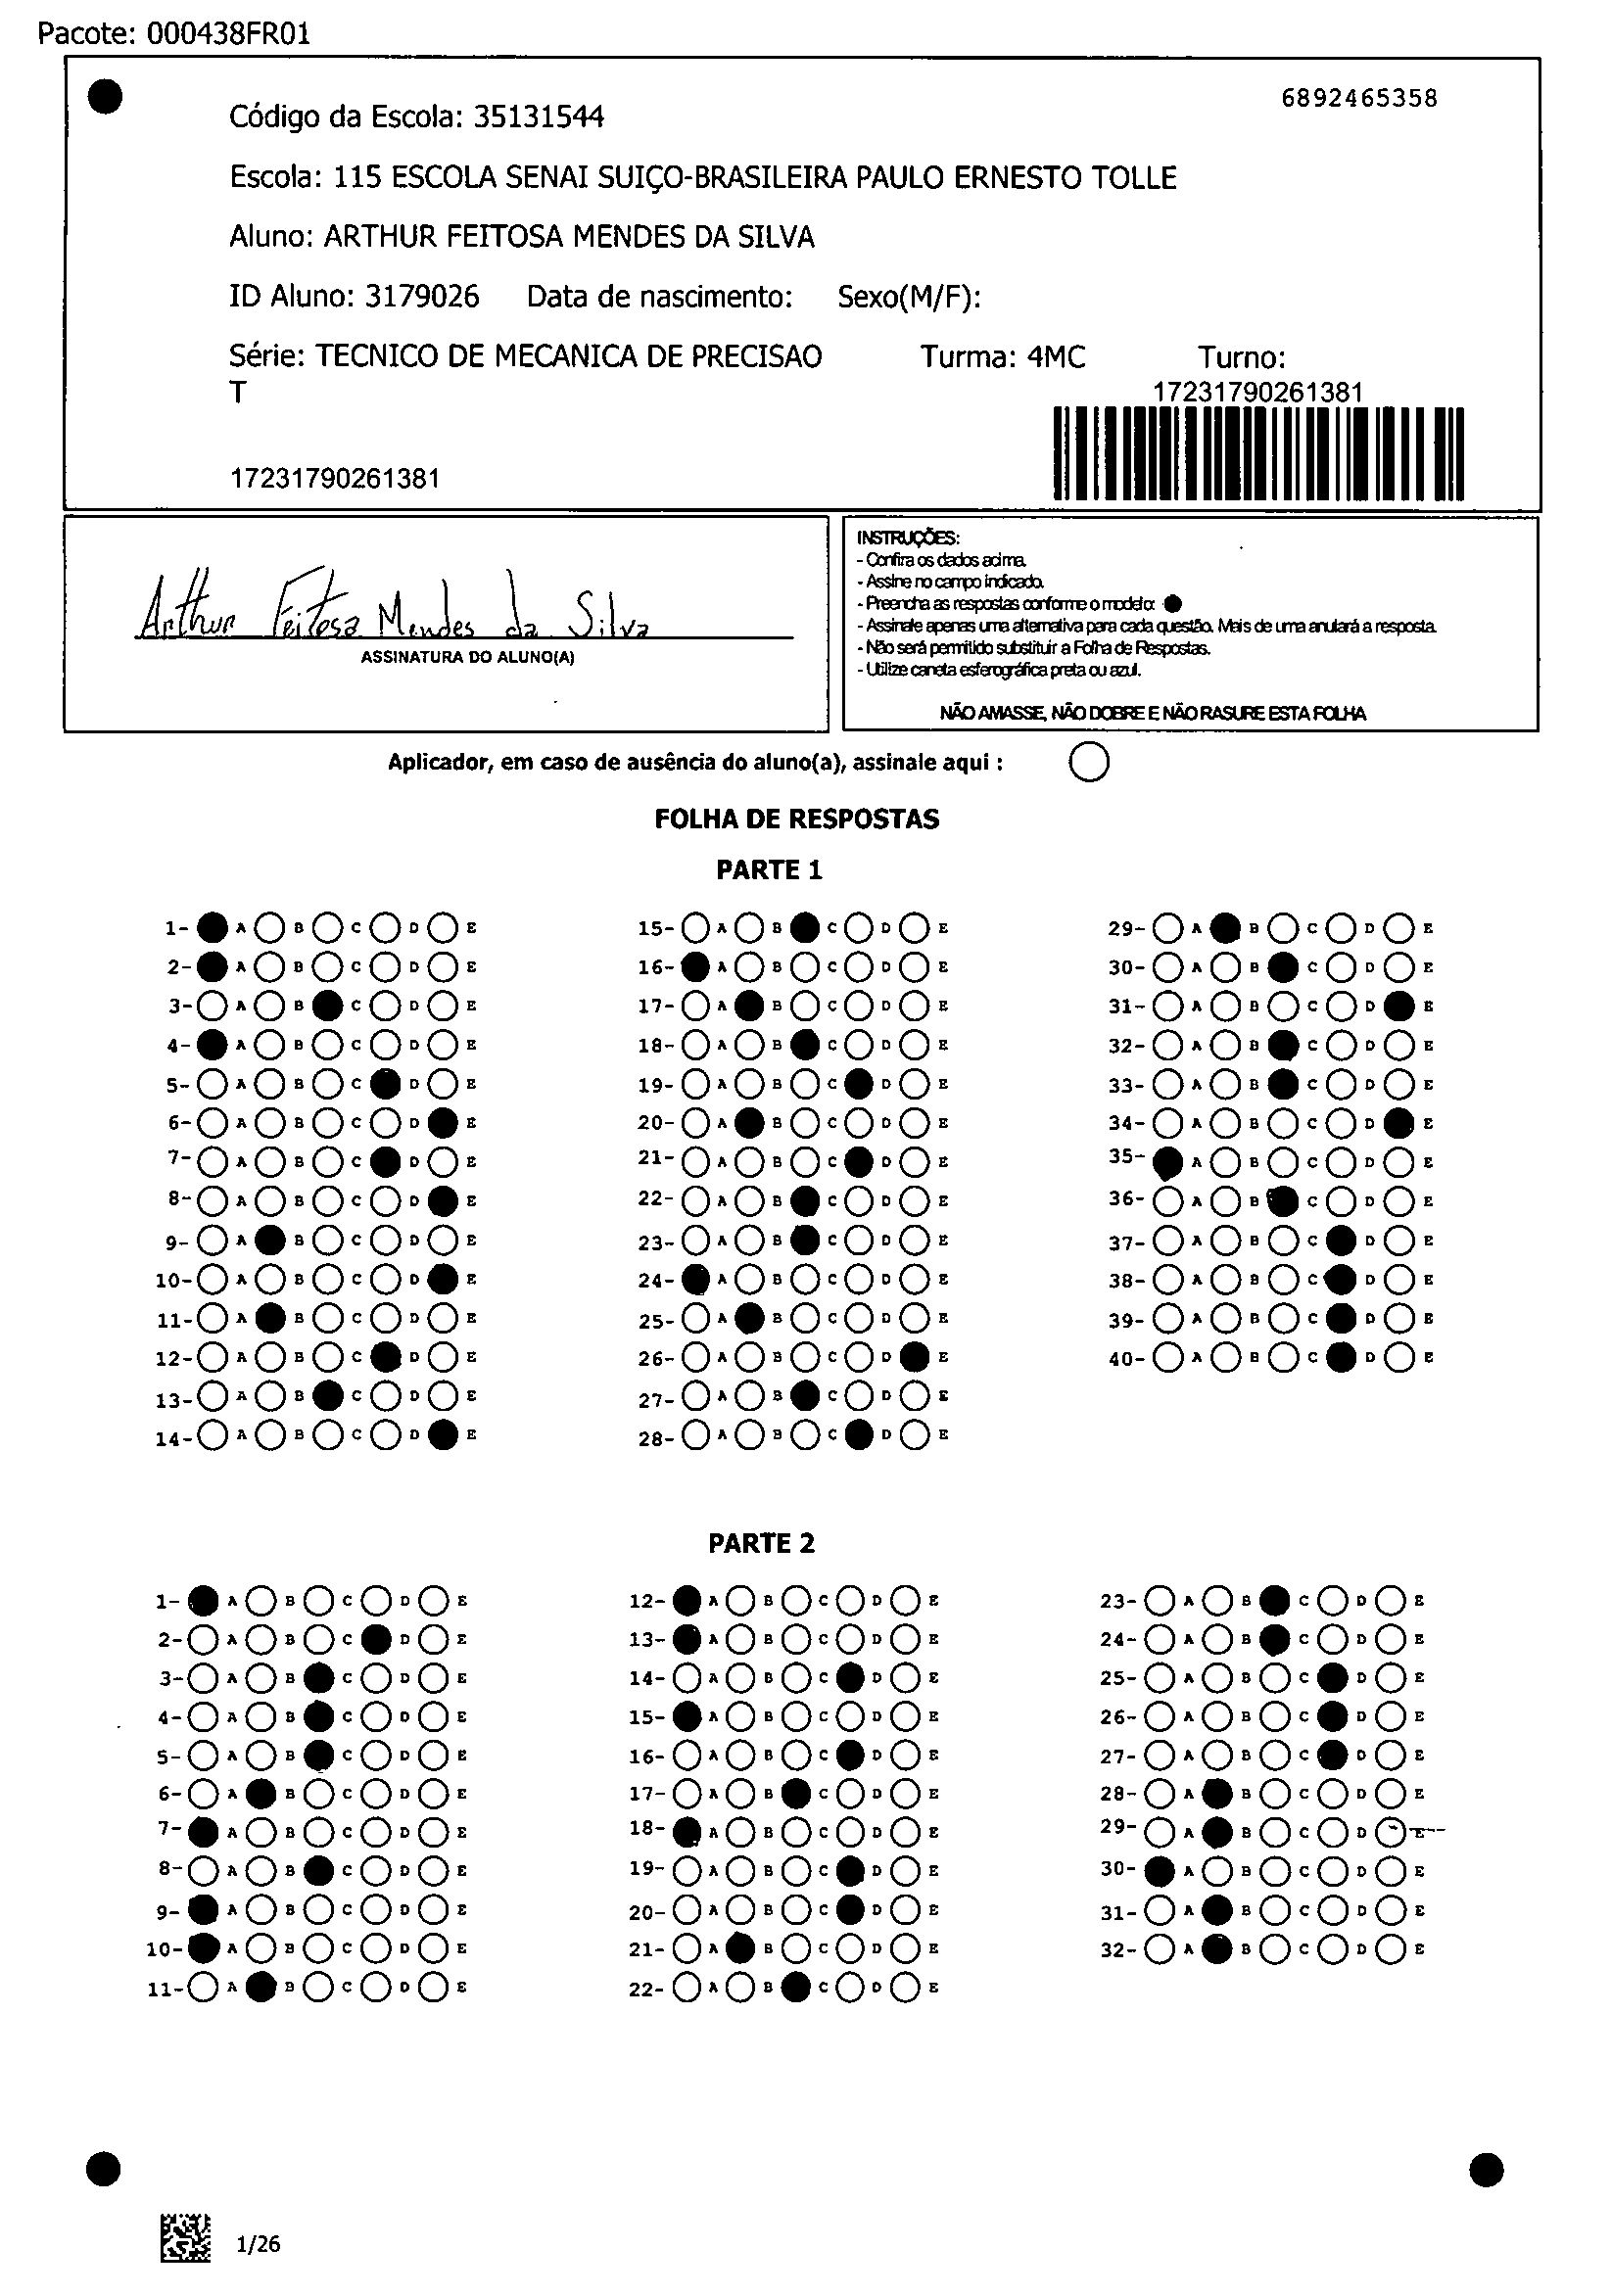 Pacote: 000438FR01
6892465358
Código da Escola: 35131544
Escola: 115 ESCOLA SENAI SUIÇO-BRASILEIRA PAULO ERNESTO TOLLE
Aluno: ARTHUR FEITOSA MENDES DA SILVA
ID Aluno: 3179026 Data de nascimento: Sexo(M/F):
Série: TECNICO DE MECANICA DE PRECISAO Turma: 4MC Turno:
T
17231790261381
17231790261381
Arthur Feitosa Mendes da Silva
ASSINATURA DO ALUNO(A)
INSTRUÇÕES:
- Confira os dados acima.
- Assine no campo indicado.
- Preencha as respostas conforme o modelo:
- Assinale apenas uma alternativa para cada questão. Mais de uma anulará a resposta.
- Não será permitido substituir a Folha de Respostas.
- Utilize caneta esferográfica preta ou azul.
NÃO AMASSE, NÃO DOBRE E NÃO RASURE ESTA FOLHA
Aplicador, em caso de ausência do aluno(a), assinale aqui :
FOLHA DE RESPOSTAS
PARTE 1
1- A B C D E 15- A B C D E 29- A B C D E
2- A B C D E 16- A B C D E 30- A B C D E
3- A B C D E 17- A B C D E 31- A B C D E
4- A B C D E 18- A B C D E 32- A B C D E
5- A B C D E 19- A B C D E 33- A B C D E
6- A B C D E 20- A B C D E 34- A B C D E
7- A B C D E 21- A B C D E 35- A B C D E
8- A B C D E 22- A B C D E 36- A B C D E
9- A B C D E 23- A B C D E 37- A B C D E
10- A B C D E 24- A B C D E 38- A B C D E
11- A B C D E 25- A B C D E 39- A B C D E
12- A B C D E 26- A B C D E 40- A B C D E
13- A B C D E 27- A B C D E
14- A B C D E 28- A B C D E
PARTE 2
1- A B C D E 12- A B C D E 23- A B C D E
2- A B C D E 13- A B C D E 24- A B C D E
3- A B C D E 14- A B C D E 25- A B C D E
4- A B C D E 15- A B C D E 26- A B C D E
5- A B C D E 16- A B C D E 27- A B C D E
6- A B C D E 17- A B C D E 28- A B C D E
7- A B C D E 18- A B C D E 29- A B C D E
8- A B C D E 19- A B C D E 30- A B C D E
9- A B C D E 20- A B C D E 31- A B C D E
10- A B C D E 21- A B C D E 32- A B C D E
11- A B C D E 22- A B C D E
1/26